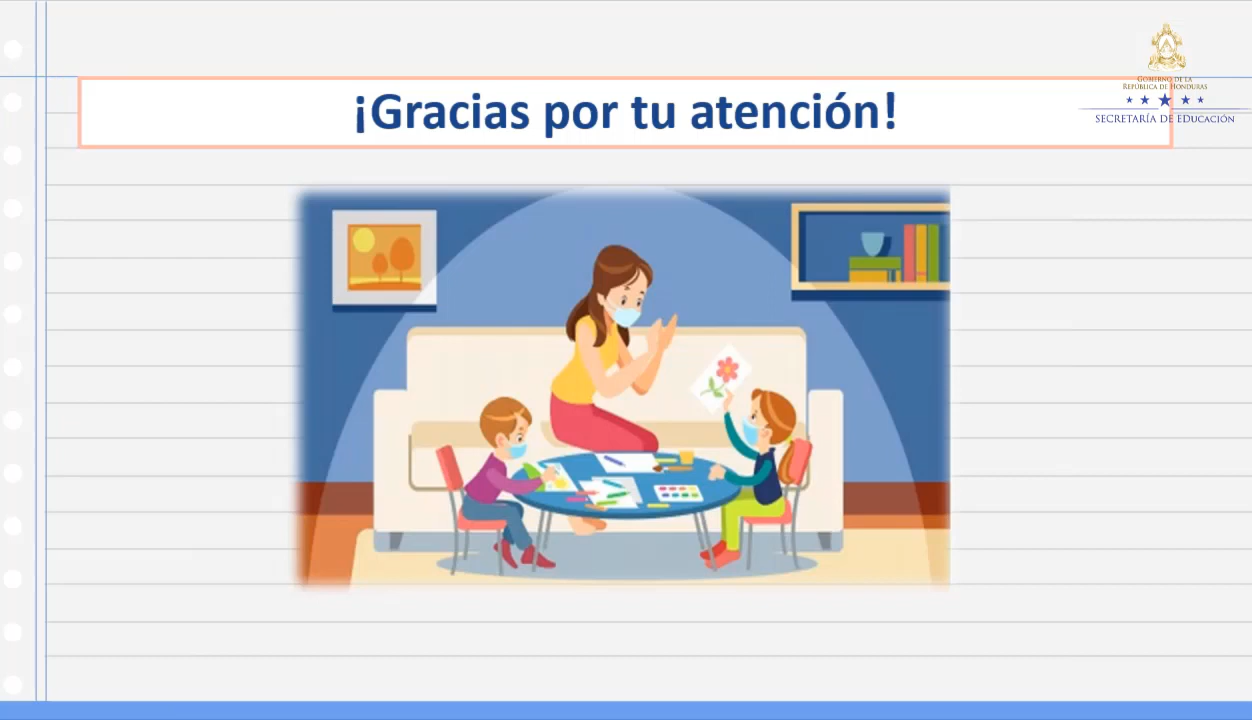 ¡Gracias por tu atención!
GOBIERNO DE LA
REPÚBLICA DE HONDURAS
SECRETARÍA DE EDUCACIÓN